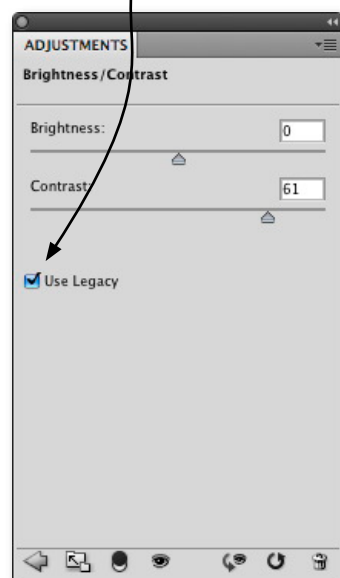 ADJUSTMENTS
Brightness/Contrast
Brightness: 0
Contrast: 61
Use Legacy